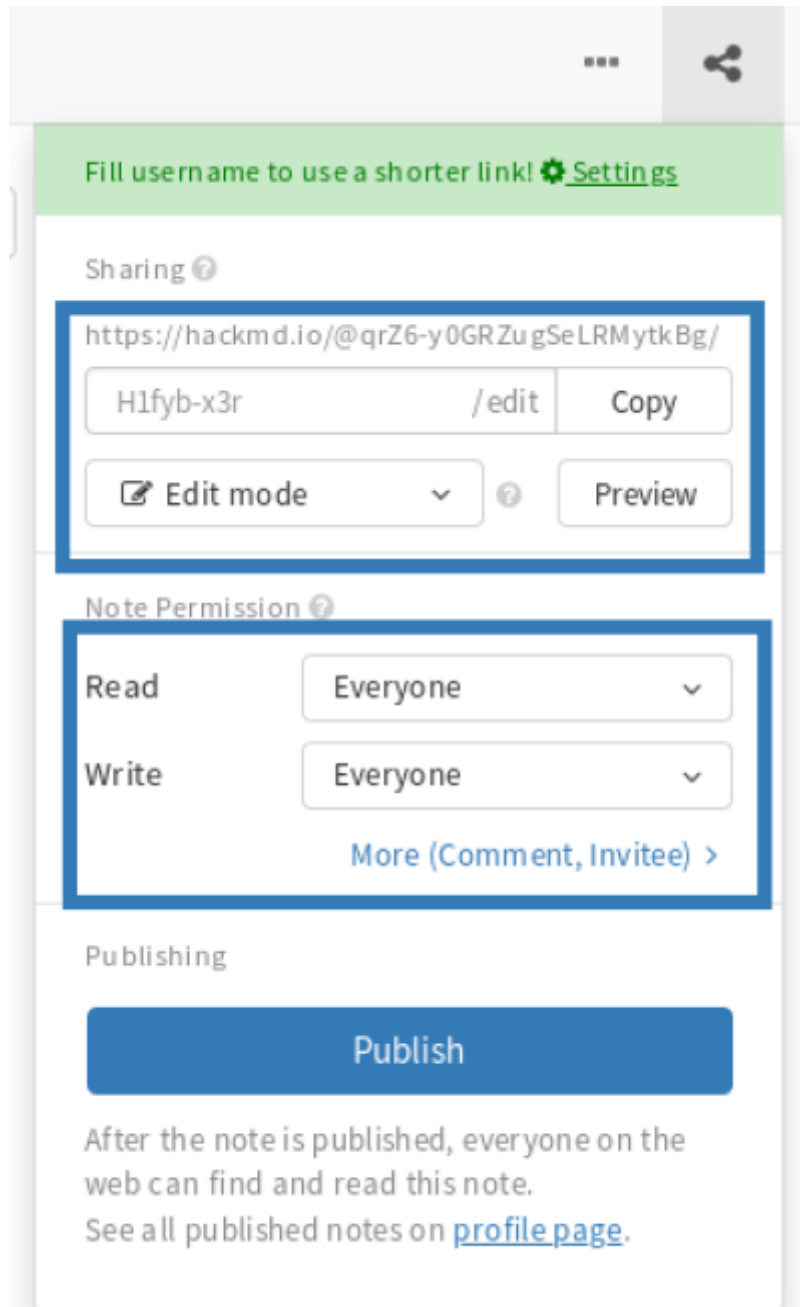 Fill username to use a shorter link! Settings
Sharing
https://hackmd.io/@qrZ6-y0GRZugSeLRMytkBg/
H1fyb-x3r /edit Copy
Edit mode Preview
Note Permission
Read Everyone
Write Everyone
More (Comment, Invitee) >
Publishing
Publish
After the note is published, everyone on the
web can find and read this note.
See all published notes on profile page.